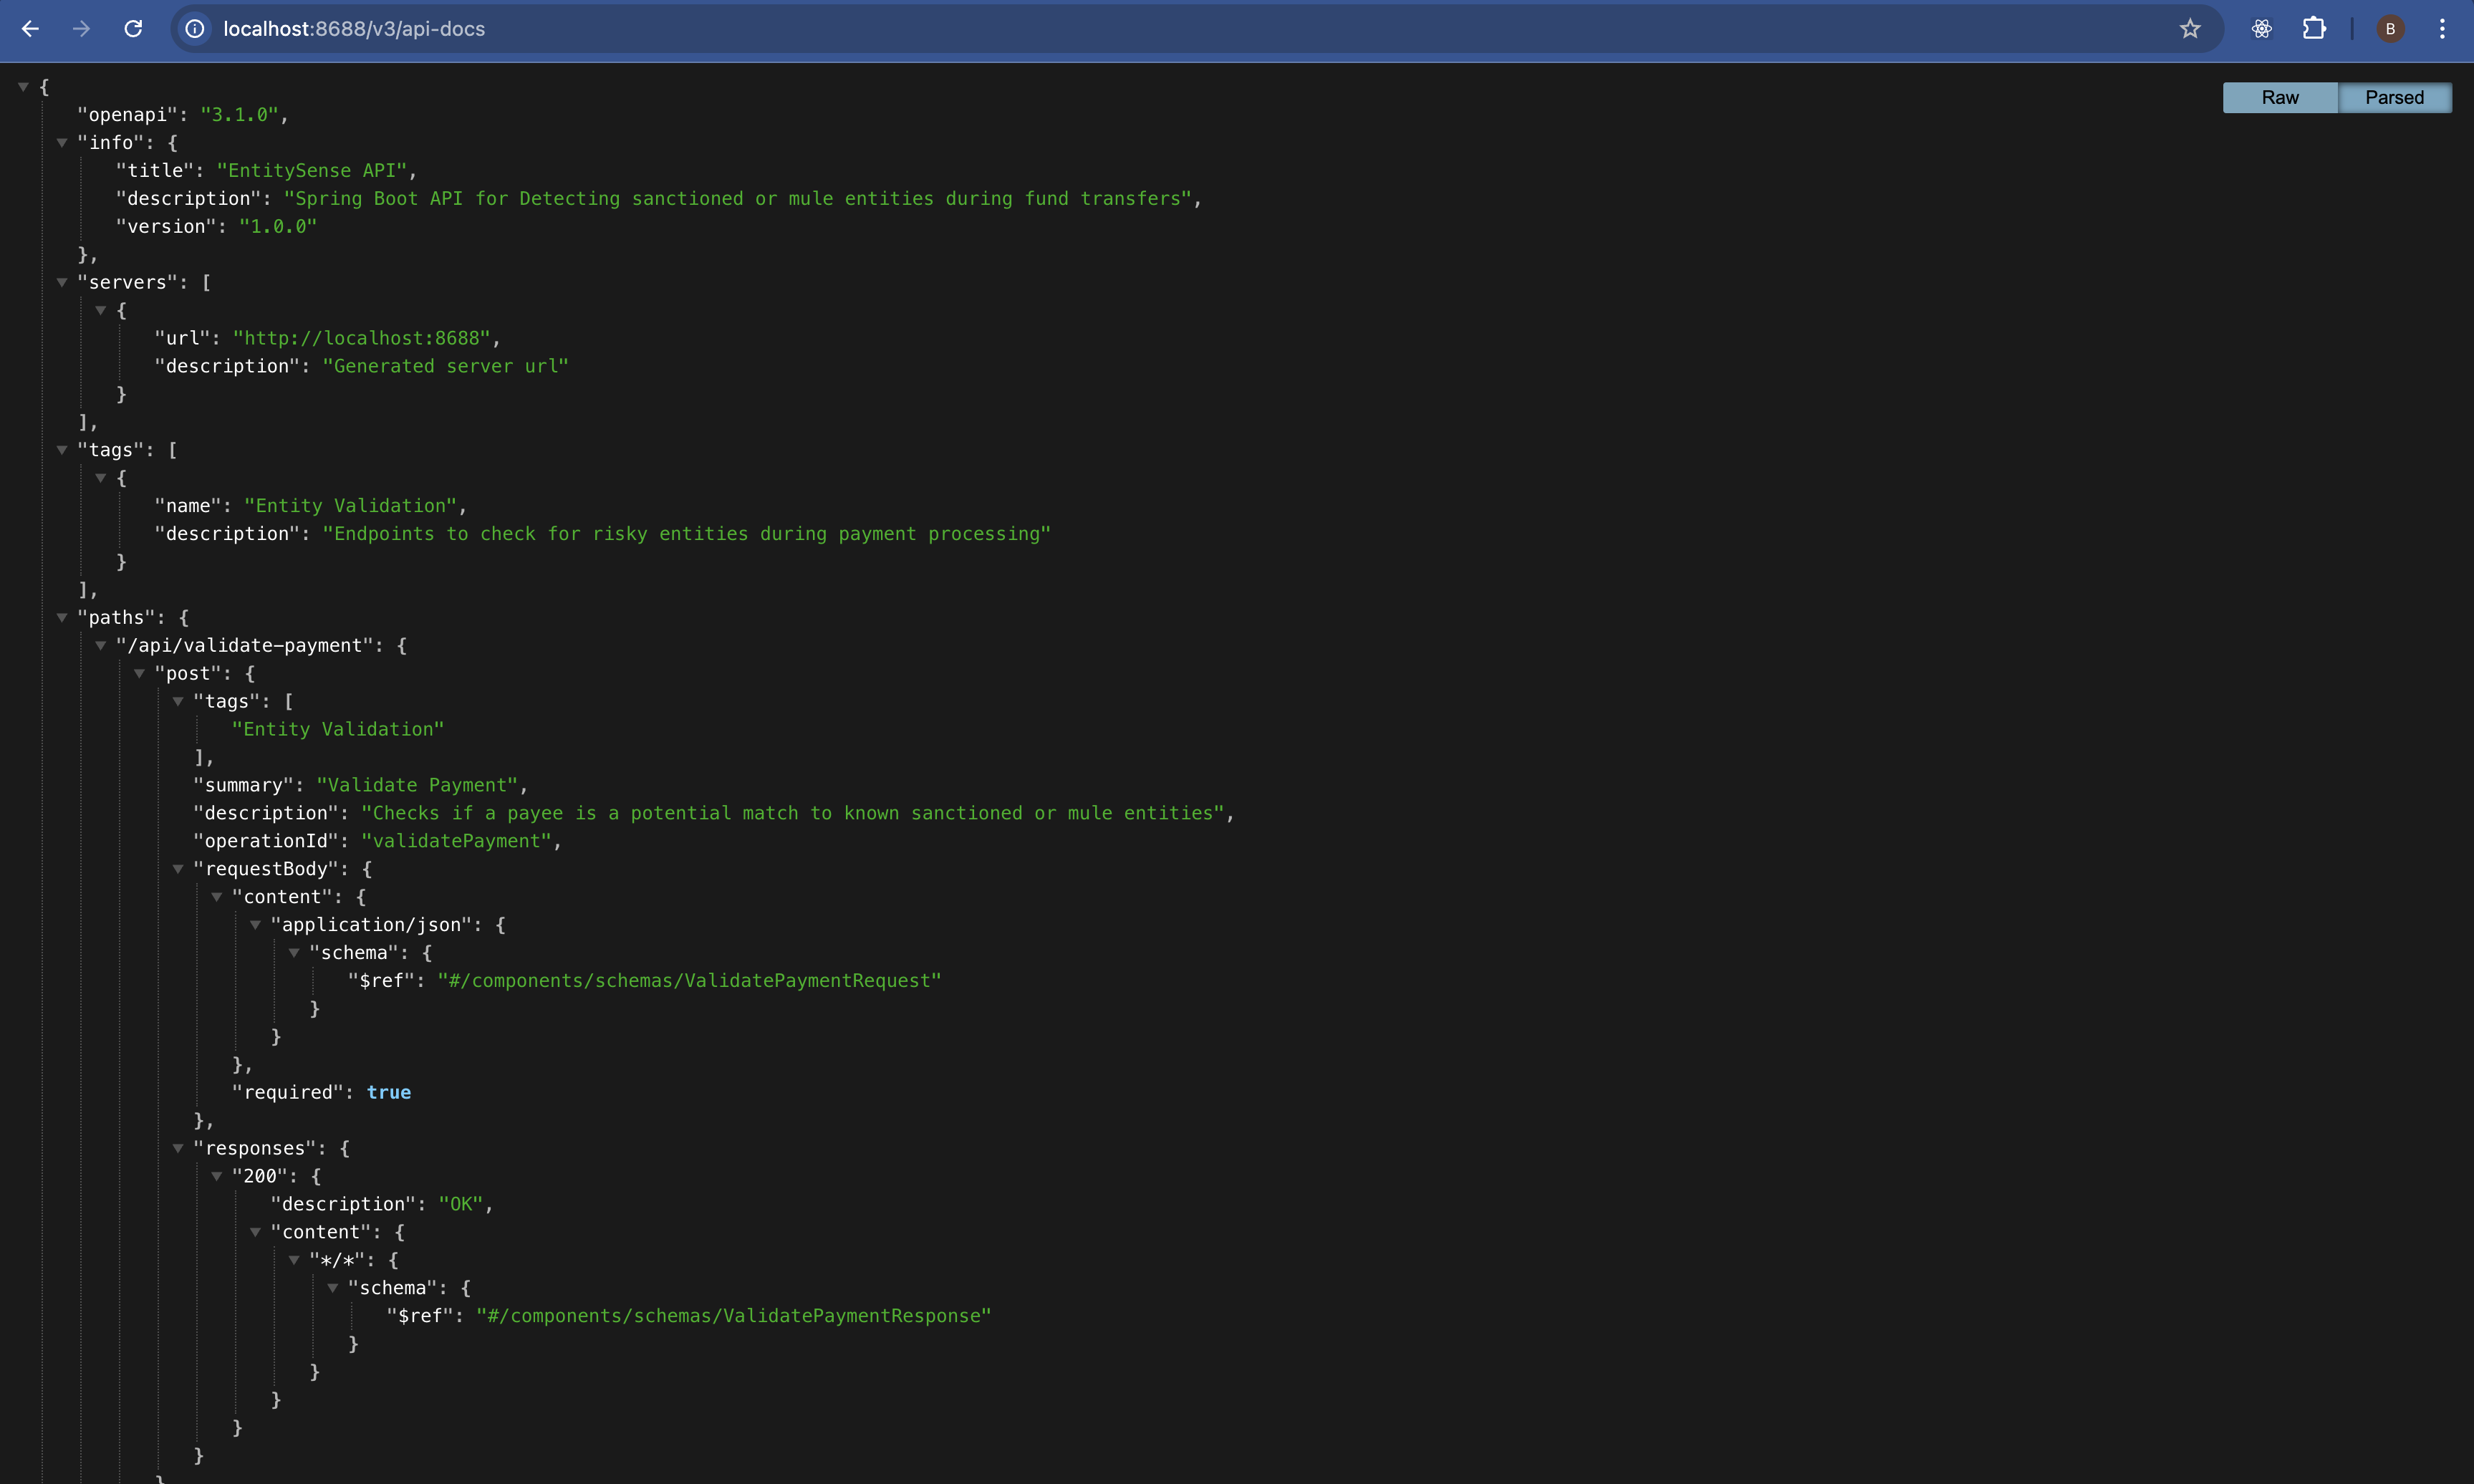 localhost:8688/v3/api-docs
B
Raw
Parsed
{
"openapi": "3.1.0",
"info": {
"title": "EntitySense API",
"description": "Spring Boot API for Detecting sanctioned or mule entities during fund transfers",
"version": "1.0.0"
},
"servers": [
{
"url": "http://localhost:8688",
"description": "Generated server url"
}
],
"tags": [
{
"name": "Entity Validation",
"description": "Endpoints to check for risky entities during payment processing"
}
],
"paths": {
"/api/validate-payment": {
"post": {
"tags": [
"Entity Validation"
],
"summary": "Validate Payment",
"description": "Checks if a payee is a potential match to known sanctioned or mule entities",
"operationId": "validatePayment",
"requestBody": {
"content": {
"application/json": {
"schema": {
"$ref": "#/components/schemas/ValidatePaymentRequest"
}
}
},
"required": true
},
"responses": {
"200": {
"description": "OK",
"content": {
"*/*": {
"schema": {
"$ref": "#/components/schemas/ValidatePaymentResponse"
}
}
}
}
}
}